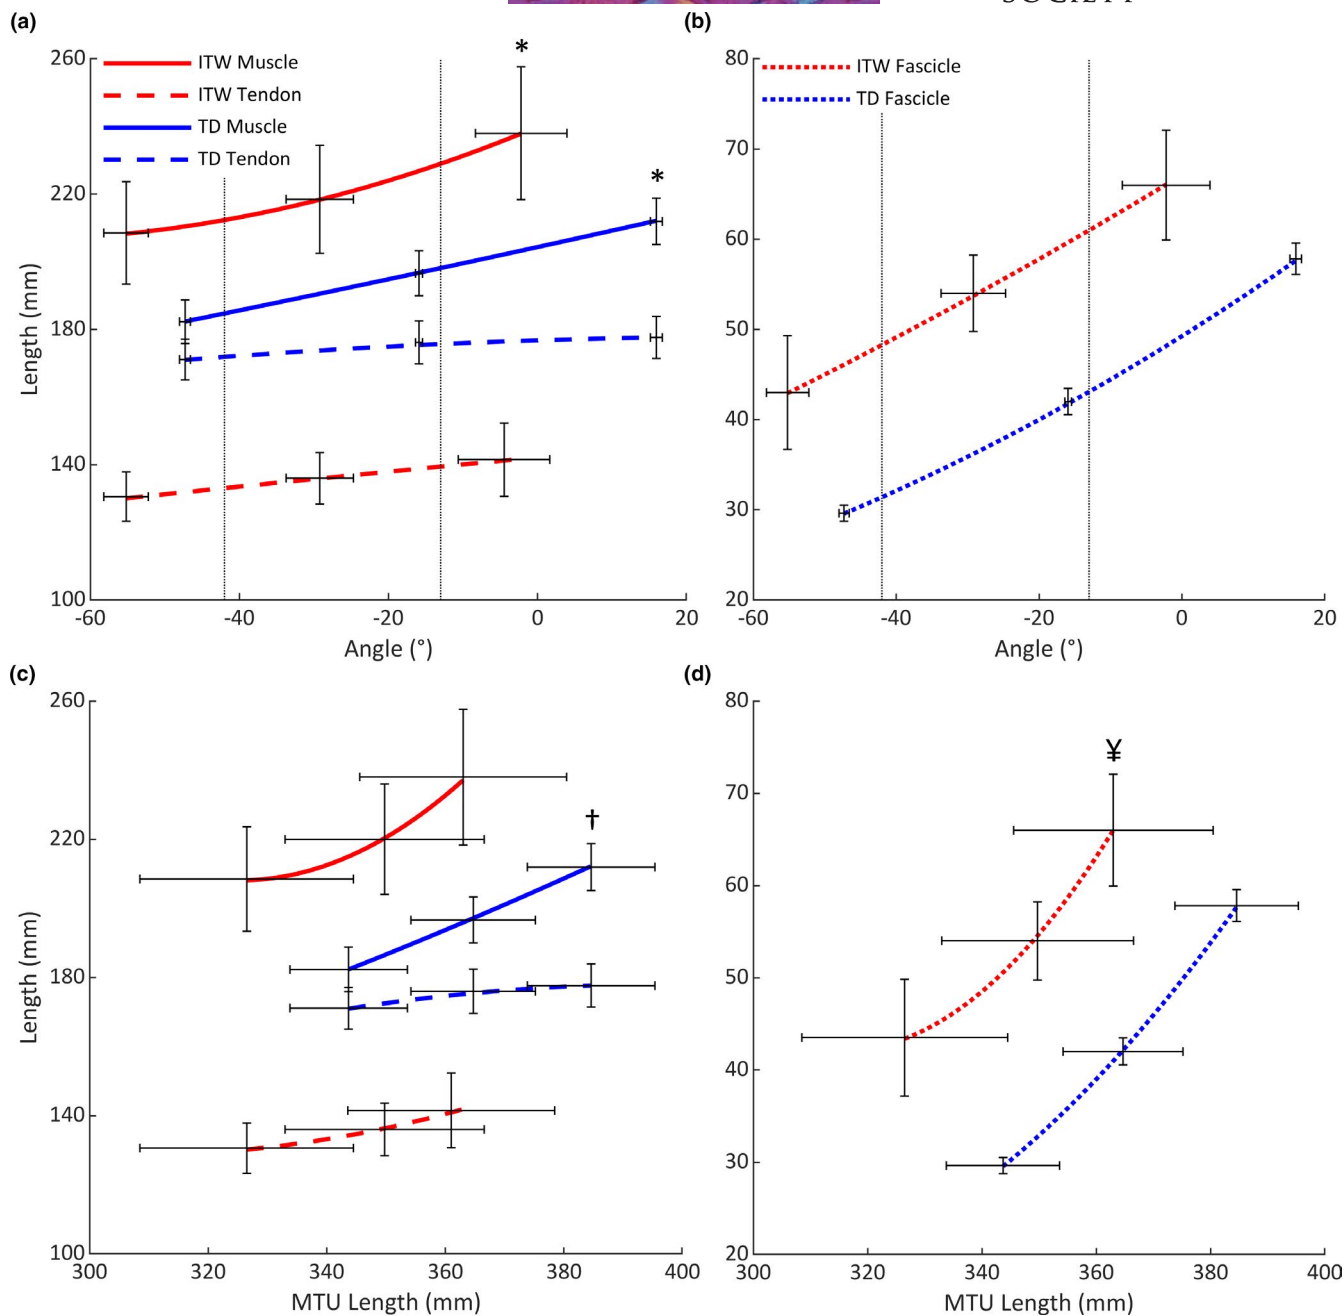 SOCIETY
(a)
260
220
180
140
100
-60
-40
-20
0
20
Length (mm)
Angle (°)
ITW Muscle
ITW Tendon
TD Muscle
TD Tendon
*
*
(b)
80
70
60
50
40
30
20
-60
-40
-20
0
20
Angle (°)
ITW Fascicle
TD Fascicle
(c)
260
220
180
140
100
300
320
340
360
380
400
Length (mm)
MTU Length (mm)
†
(d)
80
70
60
50
40
30
20
300
320
340
360
380
400
MTU Length (mm)
¥